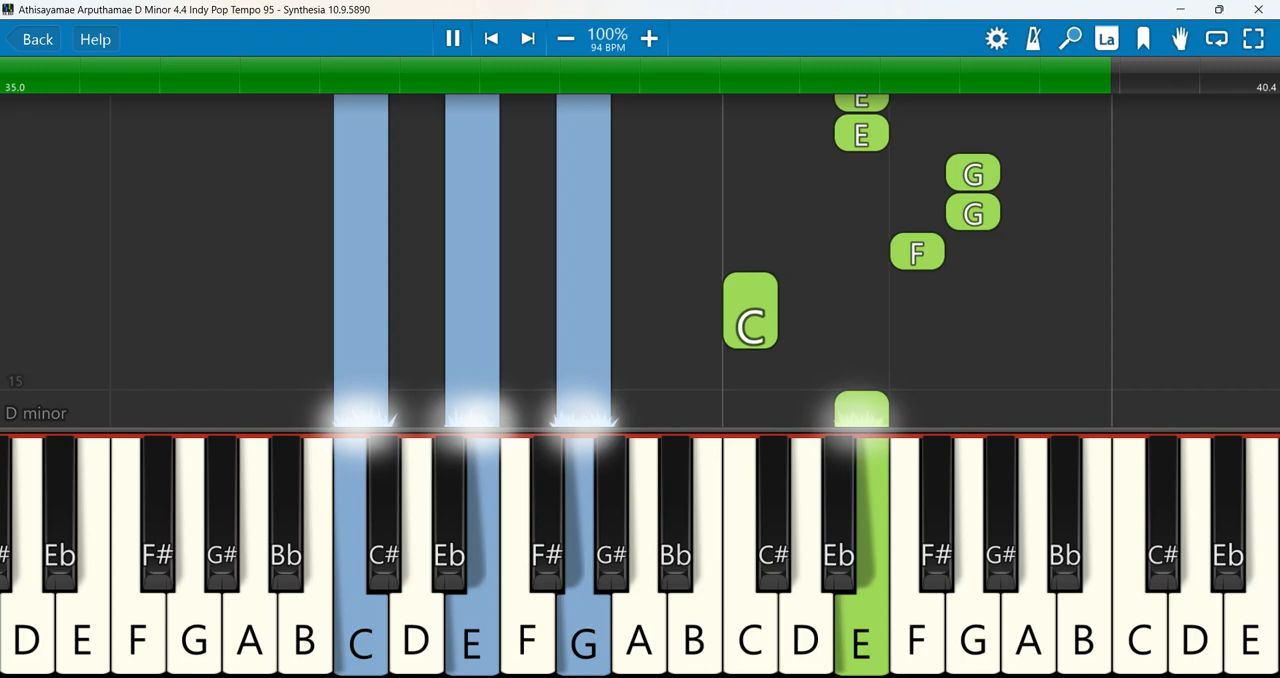 Athisayamae Arputhamae D Minor 4.4 Indy Pop Tempo 95 - Synthesia 10.9.5890
Back Help 100% La
94 BPM
35.0 40.4
E
E
G
G
F
C
15
D minor
# Eb F# G# Bb C# Eb F# G# Bb C# Eb F# G# Bb C# Eb
D E F G A B C D E F G A B C D E F G A B C D E